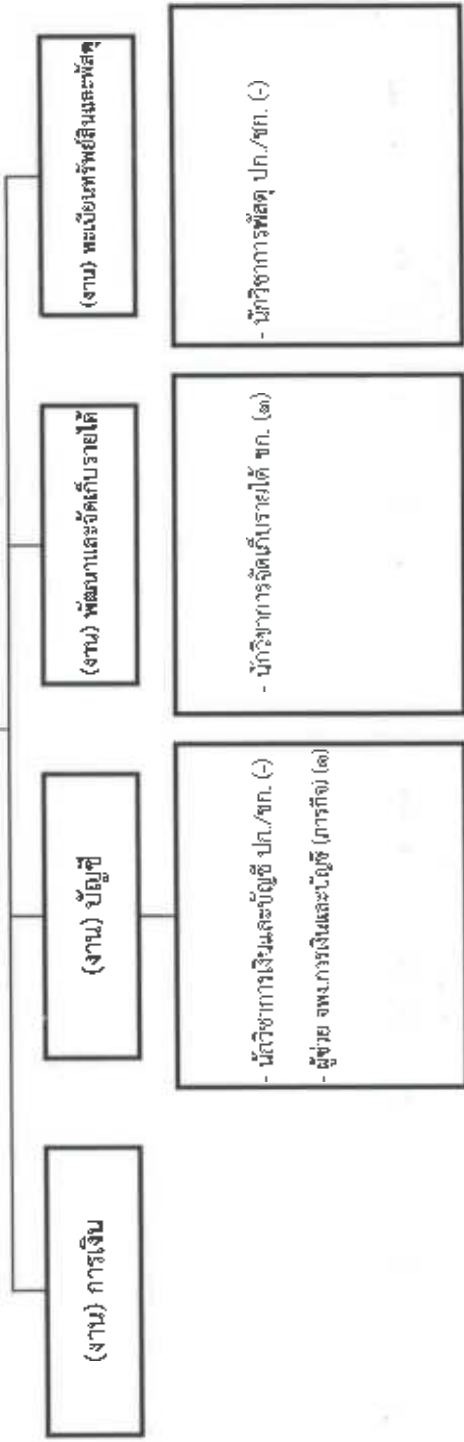 (งาน) การเงิน
(งาน) บัญชี
- นักวิชาการเงินและบัญชี ปก./ชก. (-)
- ผู้ช่วย จพง.การเงินและบัญชี (ภารกิจ) (๑)
(งาน) พัฒนาและจัดเก็บรายได้
- นักวิชาการจัดเก็บรายได้ ชก. (๑)
(งาน) ทะเบียนทรัพย์สินและพัสดุ
- นักวิชาการพัสดุ ปก./ชก. (-)